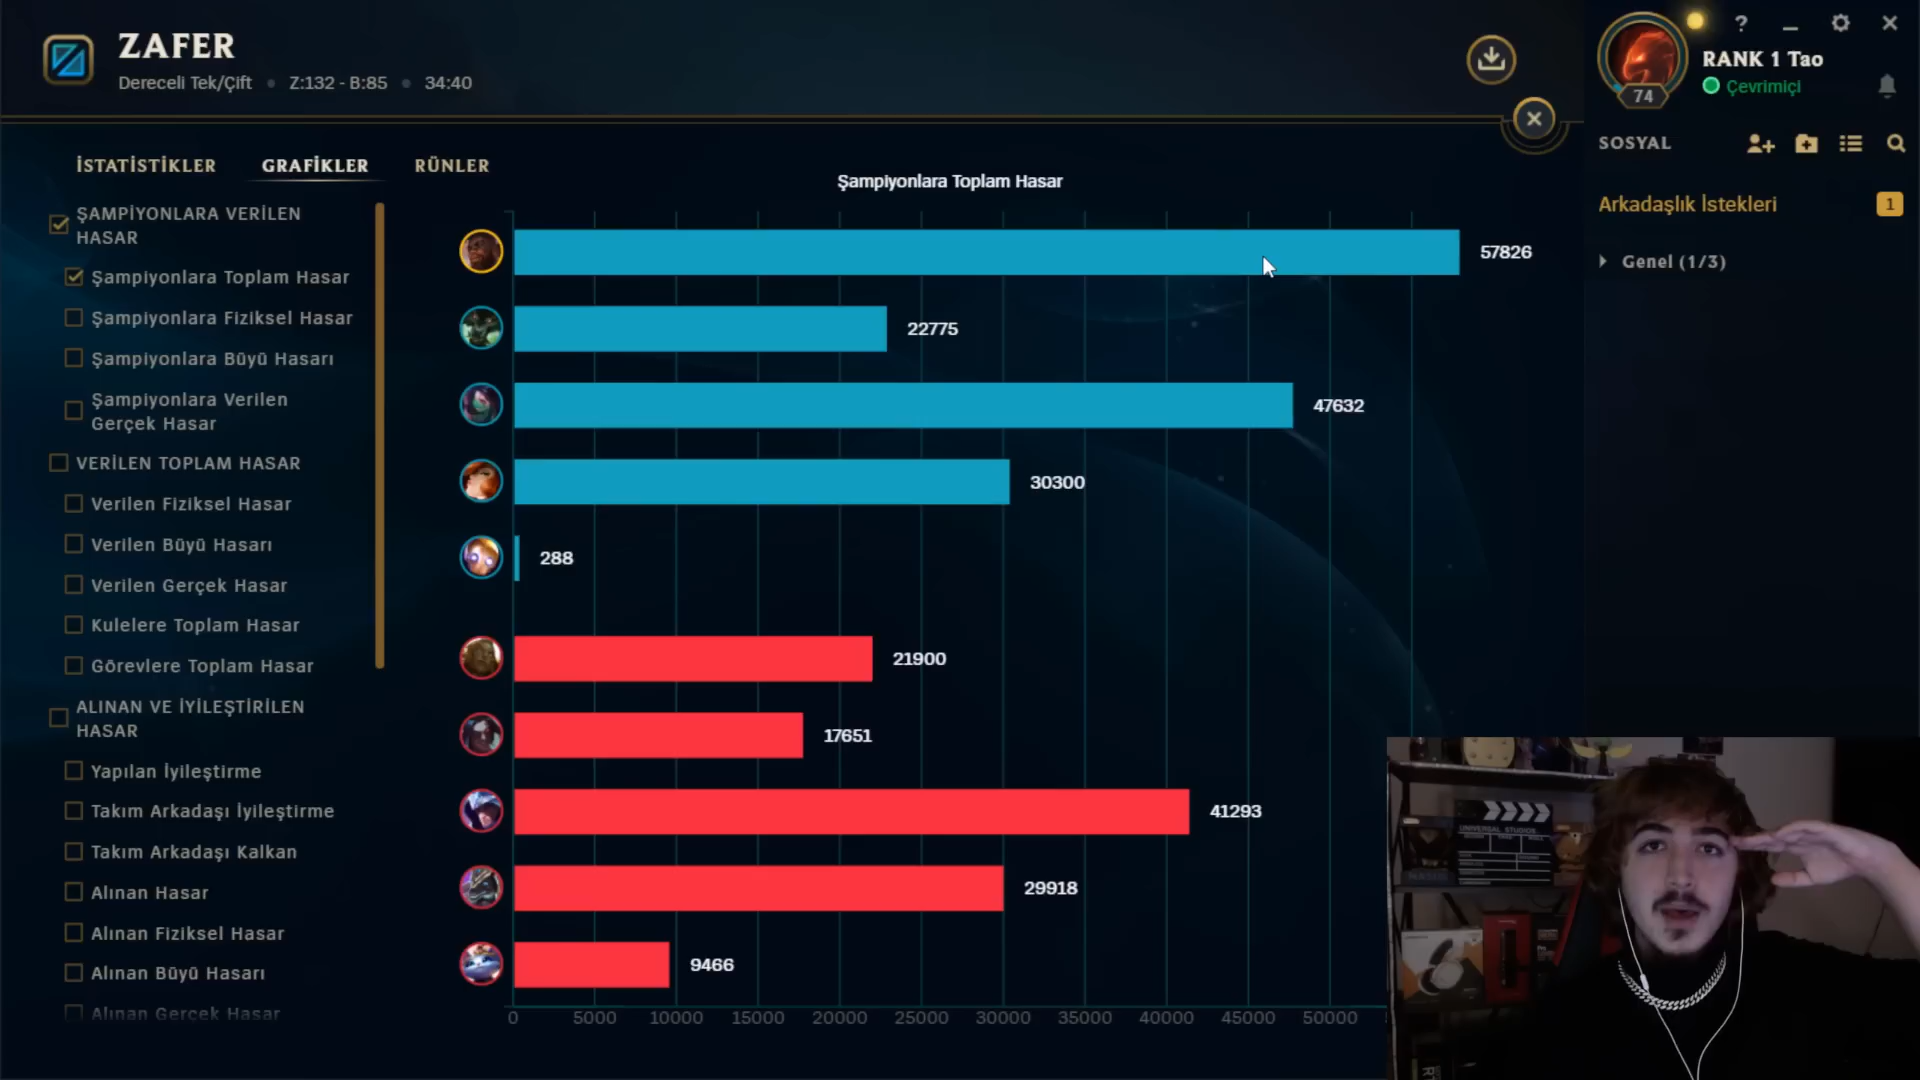 ZAFER
Dereceli Tek/Çift • Z:132 - B:85 • 34:40
?
RANK 1 Tao
Çevrimiçi
74
SOSYAL
Arkadaşlık İstekleri 1
Genel (1/3)
İSTATİSTİKLER GRAFİKLER RÜNLER
Şampiyonlara Toplam Hasar
ŞAMPİYONLARA VERİLEN
HASAR
Şampiyonlara Toplam Hasar
Şampiyonlara Fiziksel Hasar
Şampiyonlara Büyü Hasarı
Şampiyonlara Verilen
Gerçek Hasar
VERİLEN TOPLAM HASAR
Verilen Fiziksel Hasar
Verilen Büyü Hasarı
Verilen Gerçek Hasar
Kulelere Toplam Hasar
Görevlere Toplam Hasar
ALINAN VE İYİLEŞTİRİLEN
HASAR
Yapılan İyileştirme
Takım Arkadaşı İyileştirme
Takım Arkadaşı Kalkan
Alınan Hasar
Alınan Fiziksel Hasar
Alınan Büyü Hasarı
Alınan Gerçek Hasar
57826
22775
47632
30300
288
21900
17651
41293
29918
9466
0 5000 10000 15000 20000 25000 30000 35000 40000 45000 50000
UNIVERSAL STUDIOS